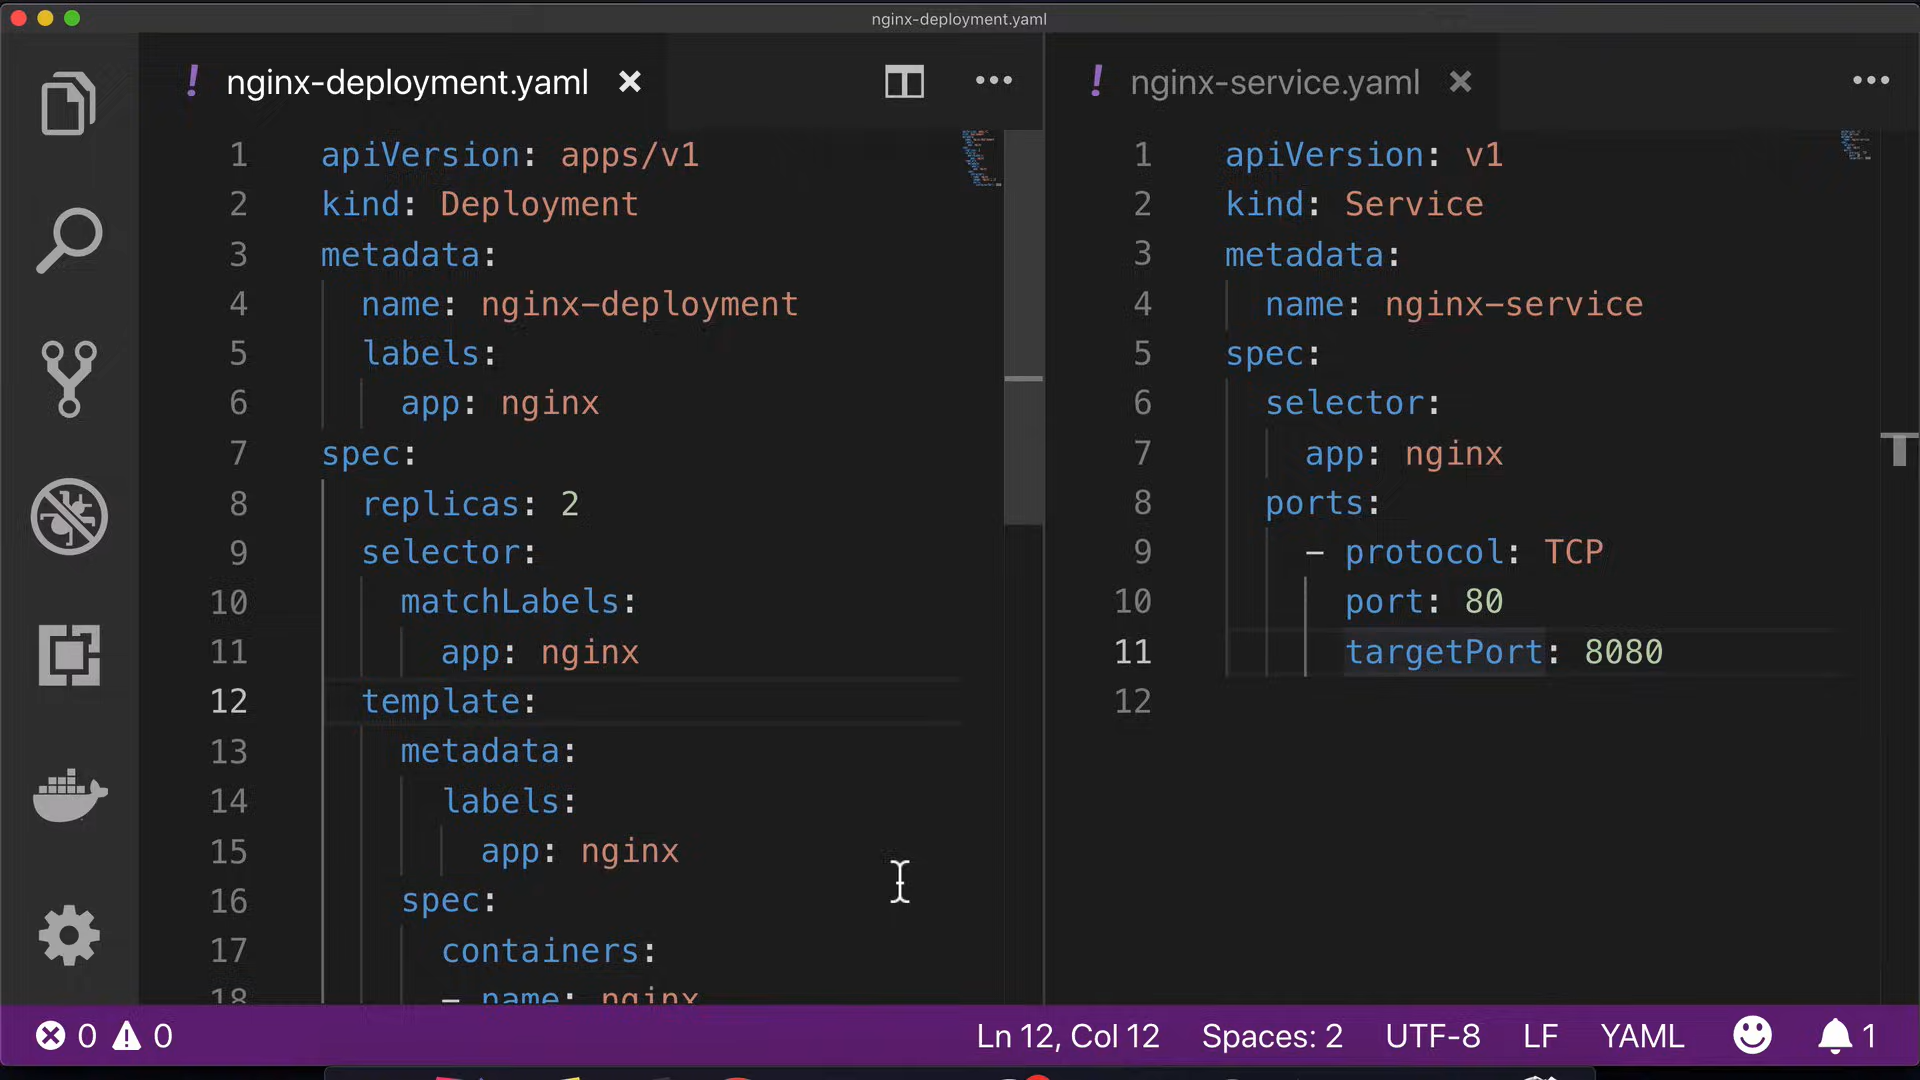 nginx-deployment.yaml
! nginx-deployment.yaml
1 apiVersion: apps/v1
2 kind: Deployment
3 metadata:
4   name: nginx-deployment
5   labels:
6     app: nginx
7 spec:
8   replicas: 2
9   selector:
10     matchLabels:
11       app: nginx
12   template:
13     metadata:
14       labels:
15         app: nginx
16     spec:
17       containers:
18       - name: nginx
! nginx-service.yaml
1 apiVersion: v1
2 kind: Service
3 metadata:
4   name: nginx-service
5 spec:
6   selector:
7     app: nginx
8   ports:
9     - protocol: TCP
10       port: 80
11       targetPort: 8080
12
0 0 Ln 12, Col 12 Spaces: 2 UTF-8 LF YAML 1